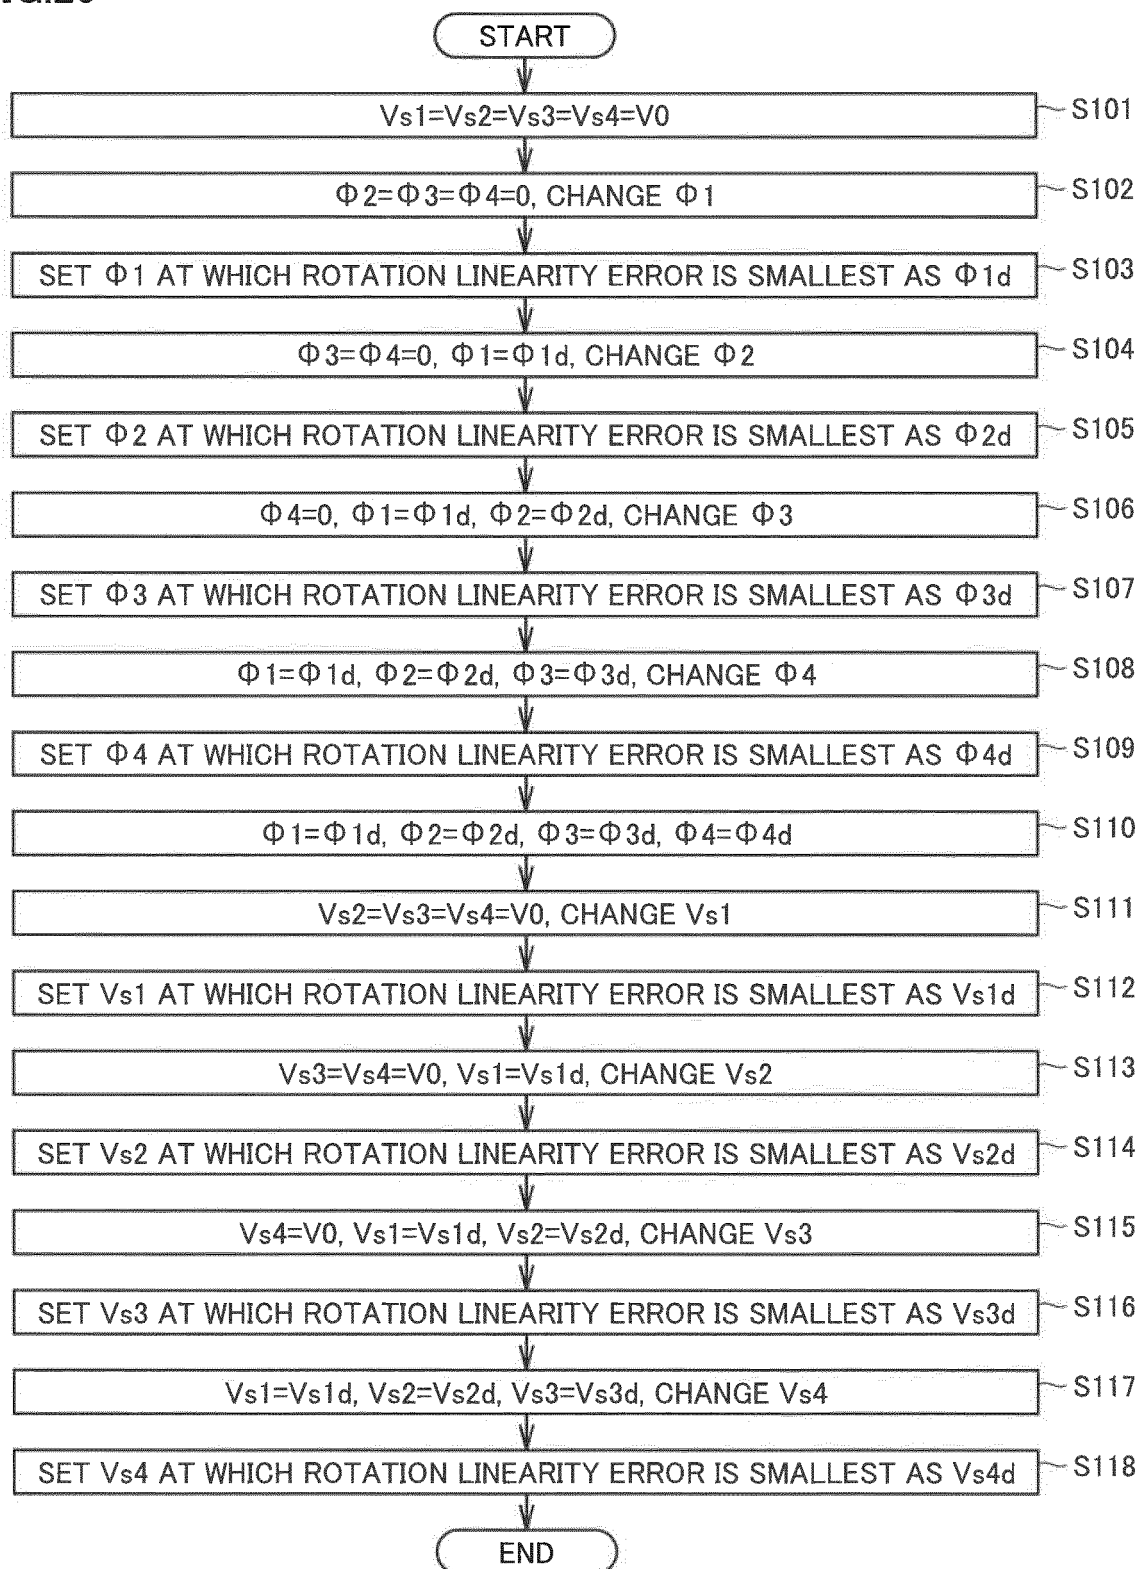 START
Vs1=Vs2=Vs3=Vs4=V0
S101
Φ2=Φ3=Φ4=0, CHANGE Φ1
S102
SET Φ1 AT WHICH ROTATION LINEARITY ERROR IS SMALLEST AS Φ1d
S103
Φ3=Φ4=0, Φ1=Φ1d, CHANGE Φ2
S104
SET Φ2 AT WHICH ROTATION LINEARITY ERROR IS SMALLEST AS Φ2d
S105
Φ4=0, Φ1=Φ1d, Φ2=Φ2d, CHANGE Φ3
S106
SET Φ3 AT WHICH ROTATION LINEARITY ERROR IS SMALLEST AS Φ3d
S107
Φ1=Φ1d, Φ2=Φ2d, Φ3=Φ3d, CHANGE Φ4
S108
SET Φ4 AT WHICH ROTATION LINEARITY ERROR IS SMALLEST AS Φ4d
S109
Φ1=Φ1d, Φ2=Φ2d, Φ3=Φ3d, Φ4=Φ4d
S110
Vs2=Vs3=Vs4=V0, CHANGE Vs1
S111
SET Vs1 AT WHICH ROTATION LINEARITY ERROR IS SMALLEST AS Vs1d
S112
Vs3=Vs4=V0, Vs1=Vs1d, CHANGE Vs2
S113
SET Vs2 AT WHICH ROTATION LINEARITY ERROR IS SMALLEST AS Vs2d
S114
Vs4=V0, Vs1=Vs1d, Vs2=Vs2d, CHANGE Vs3
S115
SET Vs3 AT WHICH ROTATION LINEARITY ERROR IS SMALLEST AS Vs3d
S116
Vs1=Vs1d, Vs2=Vs2d, Vs3=Vs3d, CHANGE Vs4
S117
SET Vs4 AT WHICH ROTATION LINEARITY ERROR IS SMALLEST AS Vs4d
S118
END